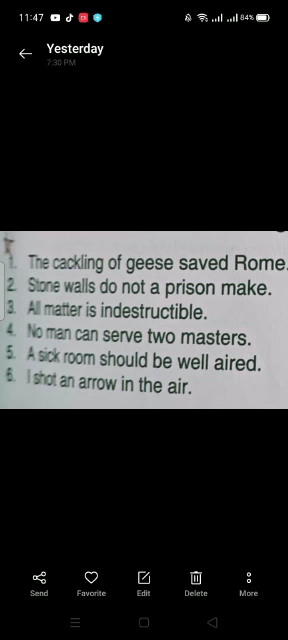 11:47
84%
Yesterday
7:30 PM
1. The cackling of geese saved Rome.
2. Stone walls do not a prison make.
3. All matter is indestructible.
4. No man can serve two masters.
5. A sick room should be well aired.
6. I shot an arrow in the air.
Send Favorite Edit Delete More